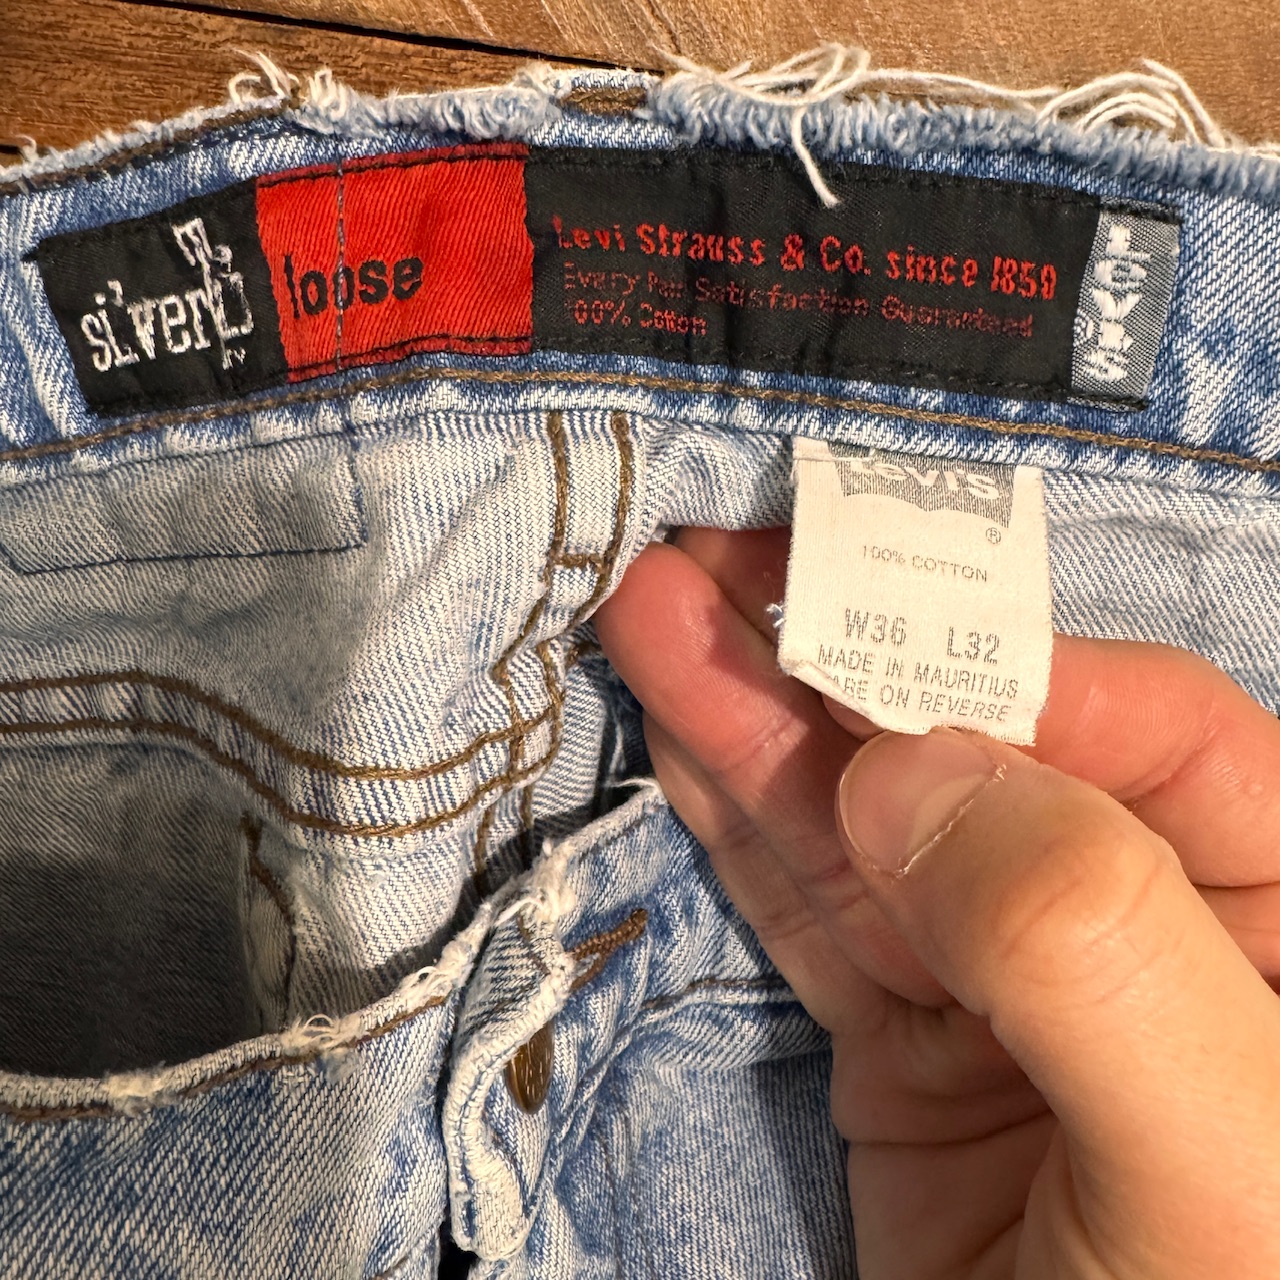 silverTab
loose
Levi Strauss & Co. since 1850
Every Pair Satisfaction Guaranteed
100% Cotton
Levi's
Levi's
®
100% COTTON
W36 L32
MADE IN MAURITIUS
ON REVERSE